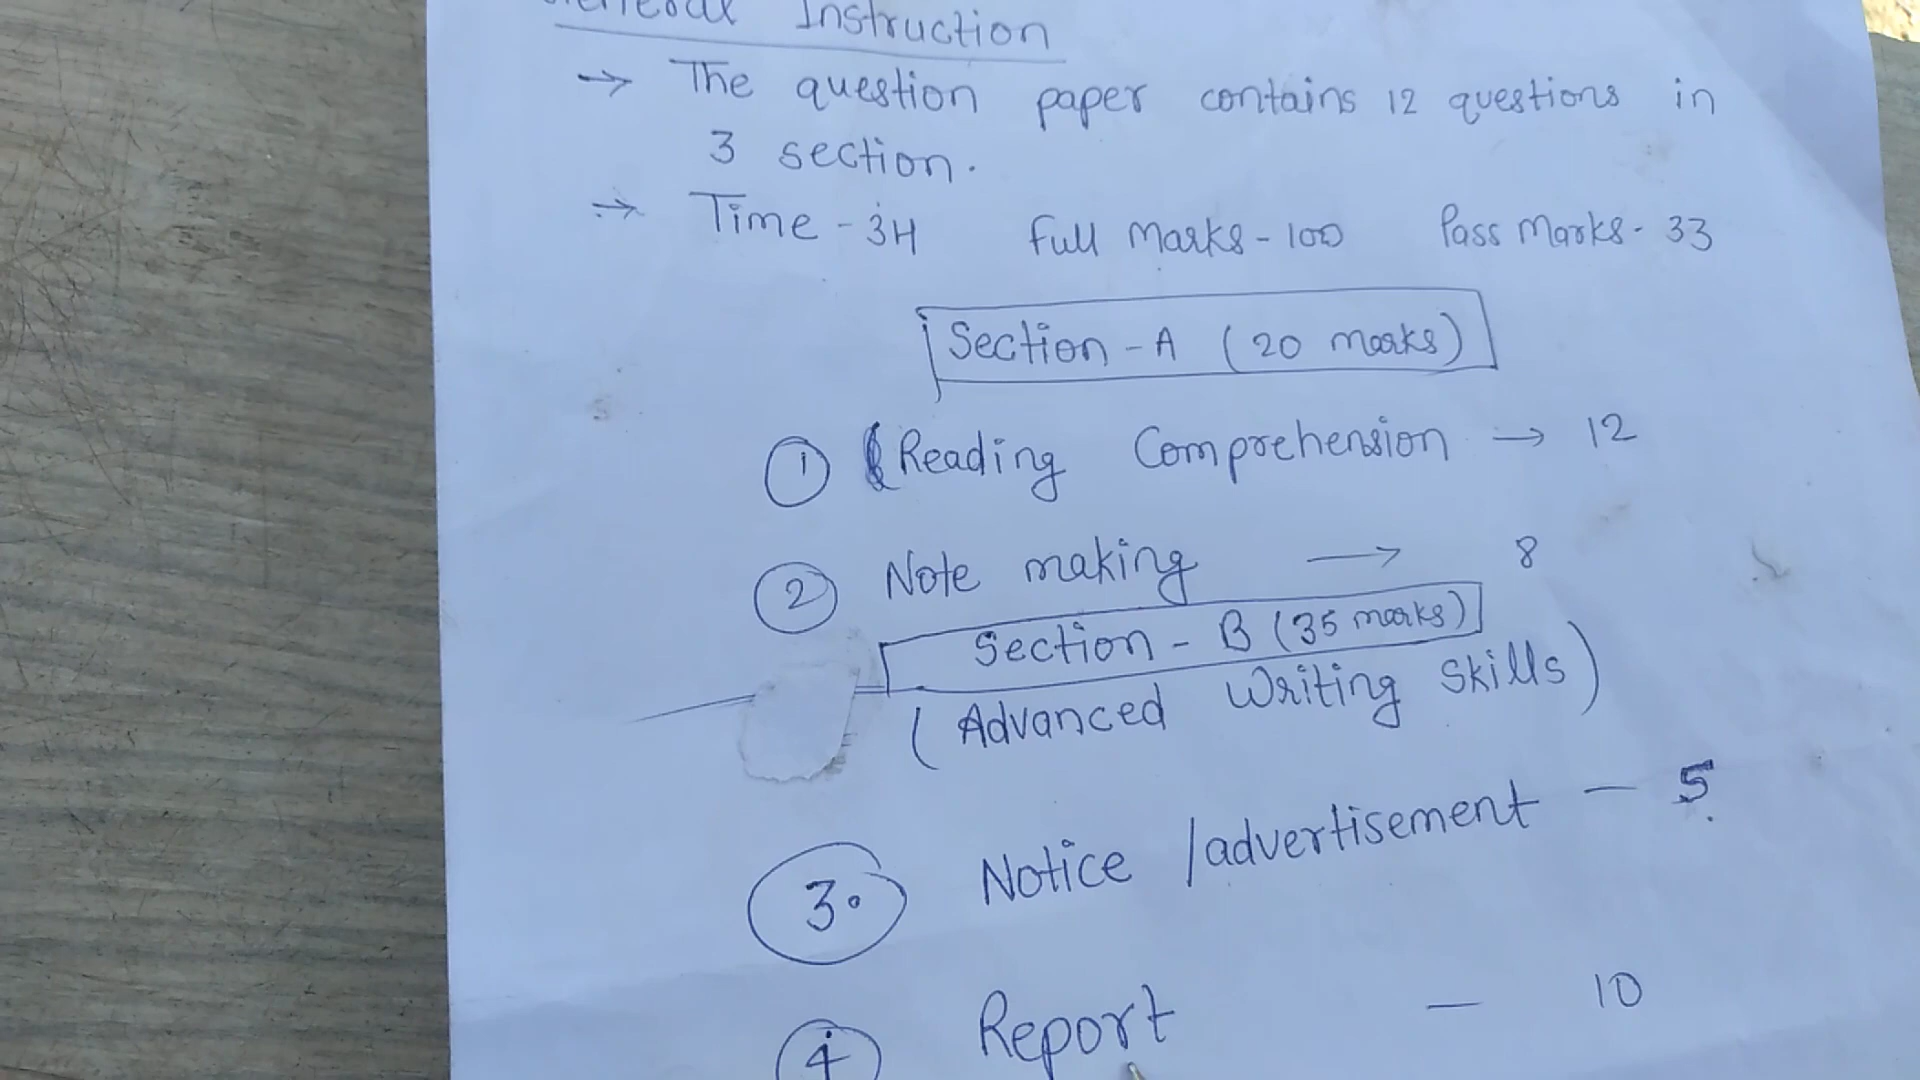 General Instruction
→ The question paper contains 12 questions in
3 section.
→ Time - 3H Full Marks - 100 Pass Marks - 33
Section - A (20 marks)
1 Reading Comprehension → 12
2 Note making → 8
Section - B (35 marks)
(Advanced Writing Skills)
3. Notice /advertisement — 5
4 Report — 10